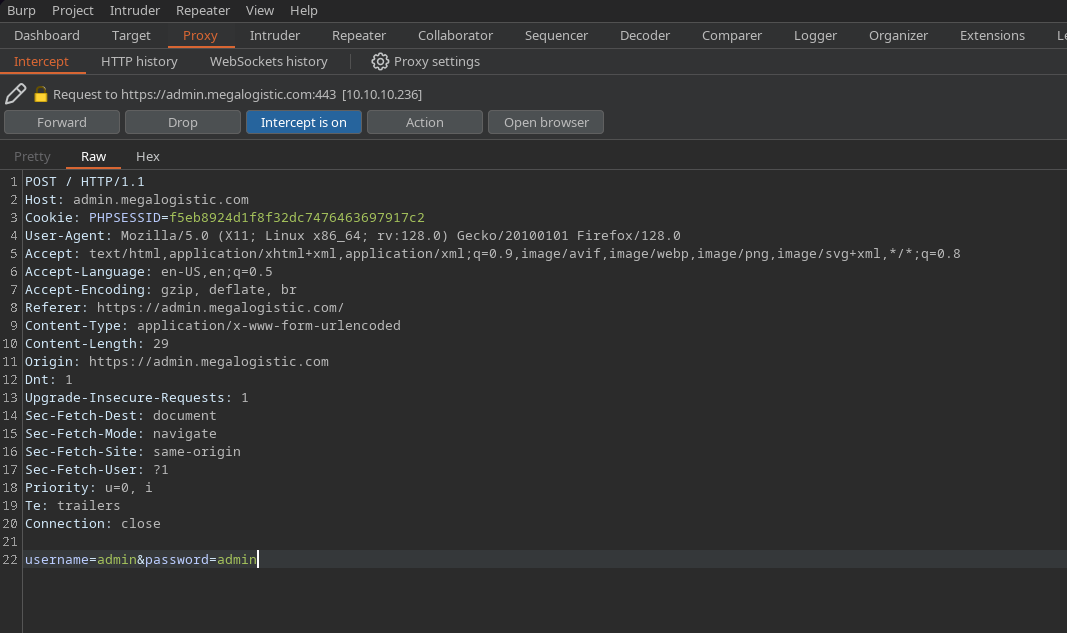 Burp Project Intruder Repeater View Help
Dashboard Target Proxy Intruder Repeater Collaborator Sequencer Decoder Comparer Logger Organizer Extensions Le
Intercept HTTP history WebSockets history Proxy settings
Request to https://admin.megalogistic.com:443 [10.10.10.236]
Forward Drop Intercept is on Action Open browser
Pretty Raw Hex
1 POST / HTTP/1.1
2 Host: admin.megalogistic.com
3 Cookie: PHPSESSID=f5eb8924d1f8f32dc7476463697917c2
4 User-Agent: Mozilla/5.0 (X11; Linux x86_64; rv:128.0) Gecko/20100101 Firefox/128.0
5 Accept: text/html,application/xhtml+xml,application/xml;q=0.9,image/avif,image/webp,image/png,image/svg+xml,*/*;q=0.8
6 Accept-Language: en-US,en;q=0.5
7 Accept-Encoding: gzip, deflate, br
8 Referer: https://admin.megalogistic.com/
9 Content-Type: application/x-www-form-urlencoded
10 Content-Length: 29
11 Origin: https://admin.megalogistic.com
12 Dnt: 1
13 Upgrade-Insecure-Requests: 1
14 Sec-Fetch-Dest: document
15 Sec-Fetch-Mode: navigate
16 Sec-Fetch-Site: same-origin
17 Sec-Fetch-User: ?1
18 Priority: u=0, i
19 Te: trailers
20 Connection: close
21
22 username=admin&password=admin